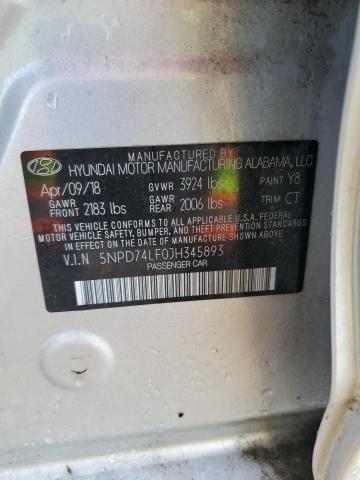 MANUFACTURED BY
HYUNDAI MOTOR MANUFACTURING ALABAMA, LLC
Apr/09/18 GVWR 3924 lbs PAINT Y8
GAWR FRONT 2183 lbs GAWR REAR 2006 lbs TRIM CT
THIS VEHICLE CONFORMS TO ALL APPLICABLE U.S.A. FEDERAL
MOTOR VEHICLE SAFETY, BUMPER, AND THEFT PREVENTION
STANDARDS IN EFFECT ON THE DATE OF MANUFACTURE SHOWN ABOVE.
V.I.N 5NPD74LF0JH345893
PASSENGER CAR